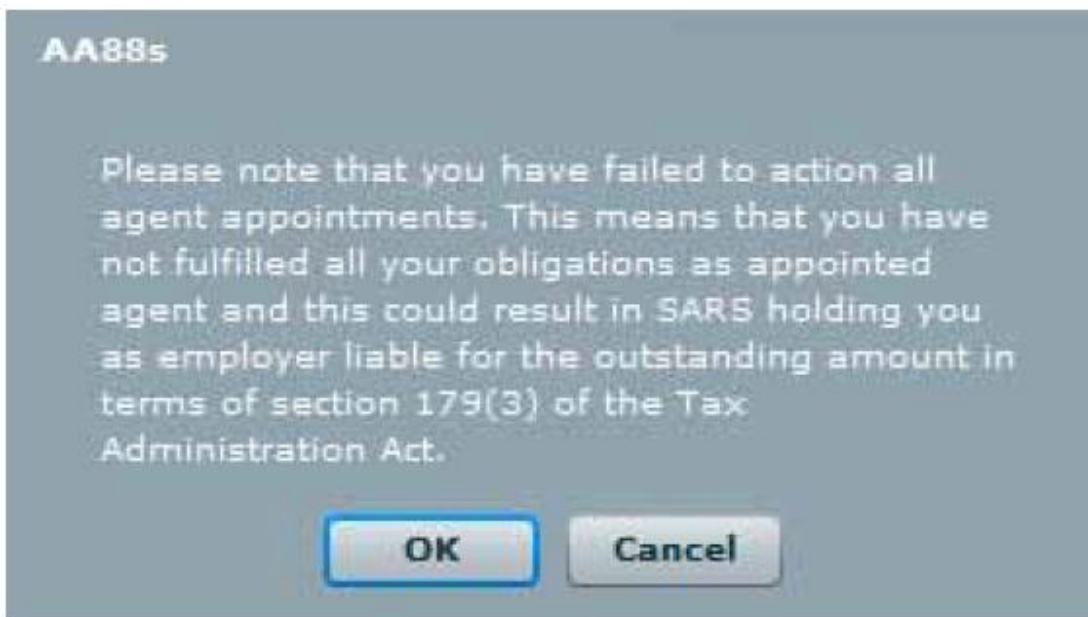 AA88s
Please note that you have failed to action all
agent appointments. This means that you have
not fulfilled all your obligations as appointed
agent and this could result in SARS holding you
as employer liable for the outstanding amount in
terms of section 179(3) of the Tax
Administration Act.
OK
Cancel